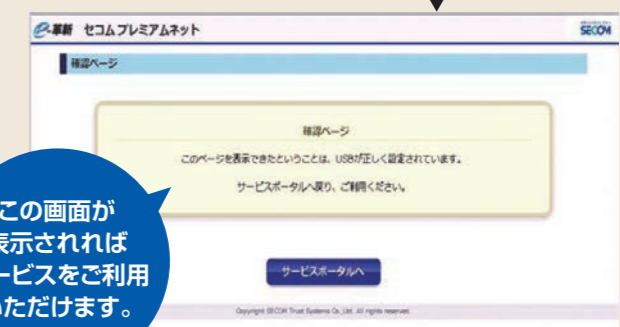 e-革新 セコムプレミアムネット
SECOM
確認ページ
確認ページ
このページを表示できたということは、USBが正しく設定されています。
サービスポータルへ戻り、ご利用ください。
この画面が
表示されれば
ービスをご利用
いただけます。
サービスポータルへ
Copyright SECOM Trust Systems Co.,Ltd. All rights reserved.